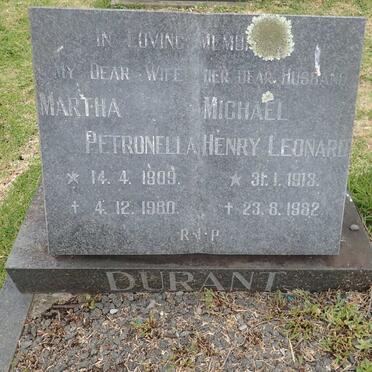 IN LOVING MEMORY
MY DEAR WIFE HER DEAR HUSBAND
MARTHA MICHAEL
PETRONELLA HENRY LEONARD
* 14.4.1909. * 31.1.1913.
† 4.12.1980. † 23.8.1982.
R.I.P.
DURANT